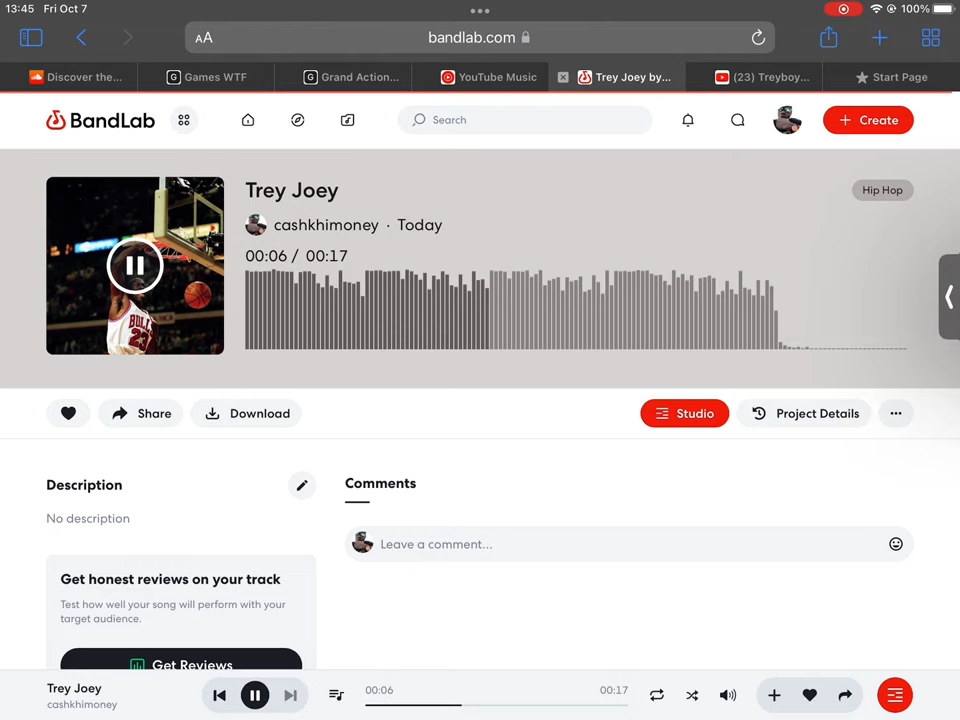 13:45 Fri Oct 7
100%
AA
bandlab.com
Discover the...
G Games WTF
G Grand Action...
YouTube Music
Trey Joey by...
(23) Treyboy...
Start Page
BandLab
Search
+ Create
Trey Joey
Hip Hop
cashkhimoney · Today
00:06 / 00:17
BULLS
23
Share
Download
Studio
Project Details
Description
Comments
No description
Leave a comment...
Get honest reviews on your track
Test how well your song will perform with your
target audience.
Get Reviews
Trey Joey
cashkhimoney
00:06
00:17